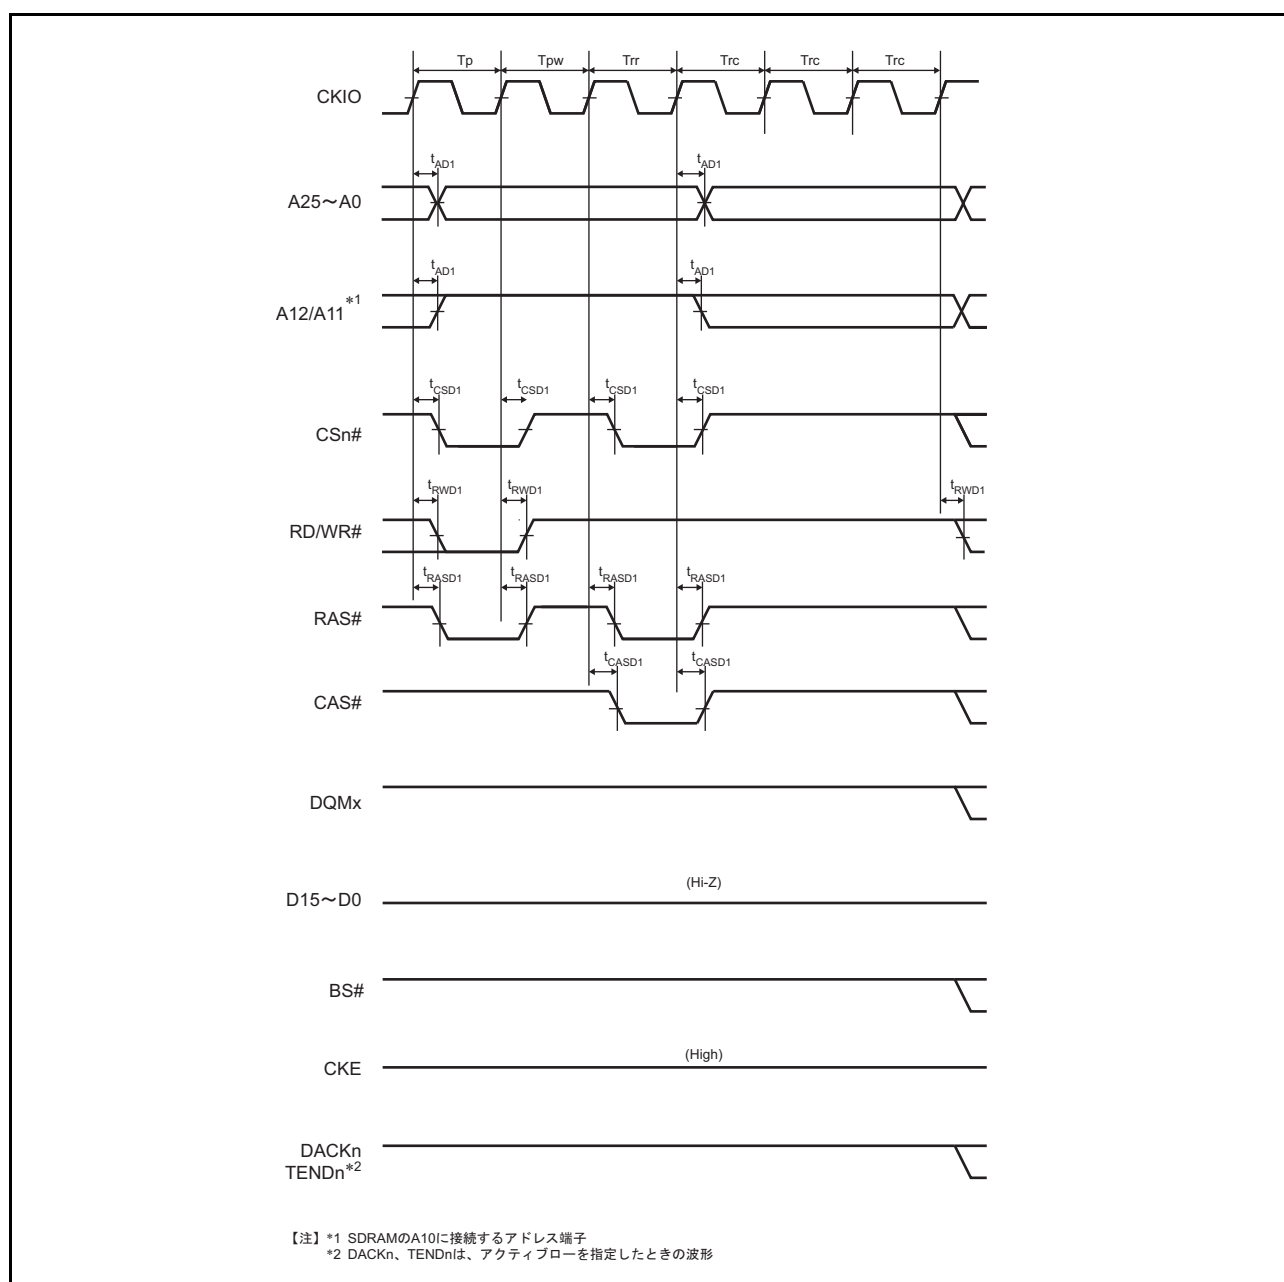 Tp Tpw Trr Trc Trc Trc
CKIO
tAD1 tAD1
A25～A0
tAD1 tAD1
A12/A11*1
tCSD1 tCSD1 tCSD1 tCSD1
CSn#
tRWD1 tRWD1 tRWD1
RD/WR#
tRASD1 tRASD1 tRASD1 tRASD1
RAS#
tCASD1 tCASD1
CAS#
DQMx
(Hi-Z)
D15～D0
BS#
(High)
CKE
DACKn
TENDn*2
【注】*1 SDRAMのA10に接続するアドレス端子
*2 DACKn、TENDnは、アクティブローを指定したときの波形